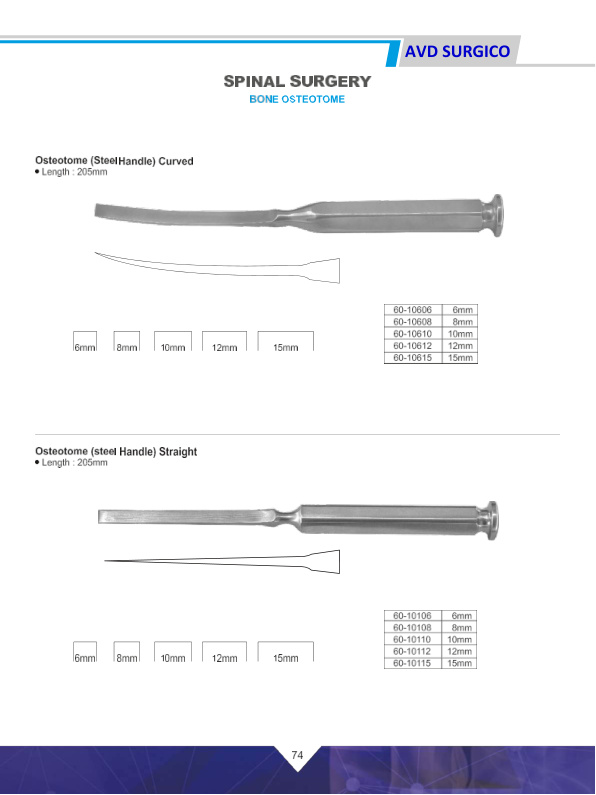 AVD SURGICO
SPINAL SURGERY
BONE OSTEOTOME
Osteotome (Steel Handle) Curved
• Length : 205mm
60-10606 6mm
60-10608 8mm
60-10610 10mm
60-10612 12mm
60-10615 15mm
6mm 8mm 10mm 12mm 15mm
Osteotome (steel Handle) Straight
• Length : 205mm
60-10106 6mm
60-10108 8mm
60-10110 10mm
60-10112 12mm
60-10115 15mm
6mm 8mm 10mm 12mm 15mm
74